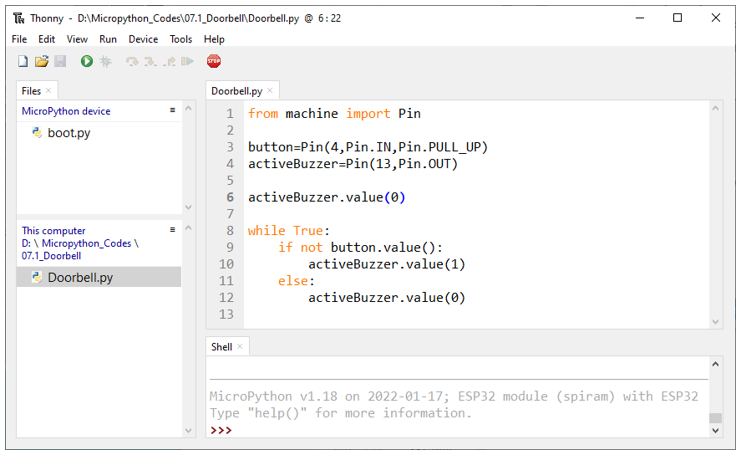 Thonny - D:\Micropython_Codes\07.1_Doorbell\Doorbell.py @ 6 : 22
File Edit View Run Device Tools Help
STOP
Files ×
MicroPython device ≡
boot.py
This computer ≡
D: \ Micropython_Codes \
07.1_Doorbell
Doorbell.py
Doorbell.py ×
1 from machine import Pin
2
3 button=Pin(4,Pin.IN,Pin.PULL_UP)
4 activeBuzzer=Pin(13,Pin.OUT)
5
6 activeBuzzer.value(0)
7
8 while True:
9     if not button.value():
10         activeBuzzer.value(1)
11     else:
12         activeBuzzer.value(0)
13
Shell ×
MicroPython v1.18 on 2022-01-17; ESP32 module (spiram) with ESP32
Type "help()" for more information.
>>>